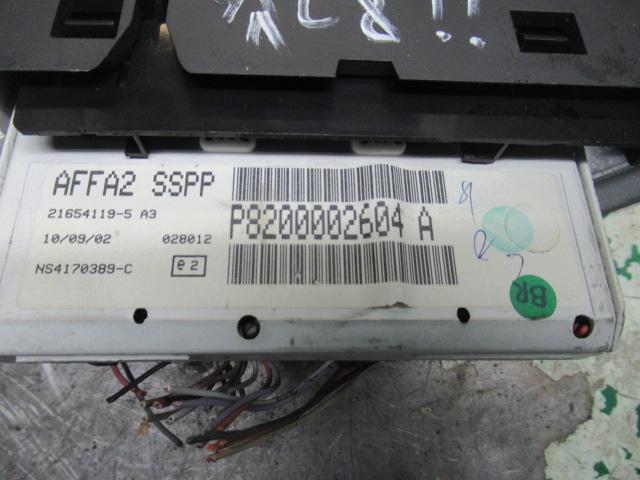 AFFA2 SSPP
21654119-5 A3
10/09/02 028012
NS4170389-C e2
P8200002604 A
BR